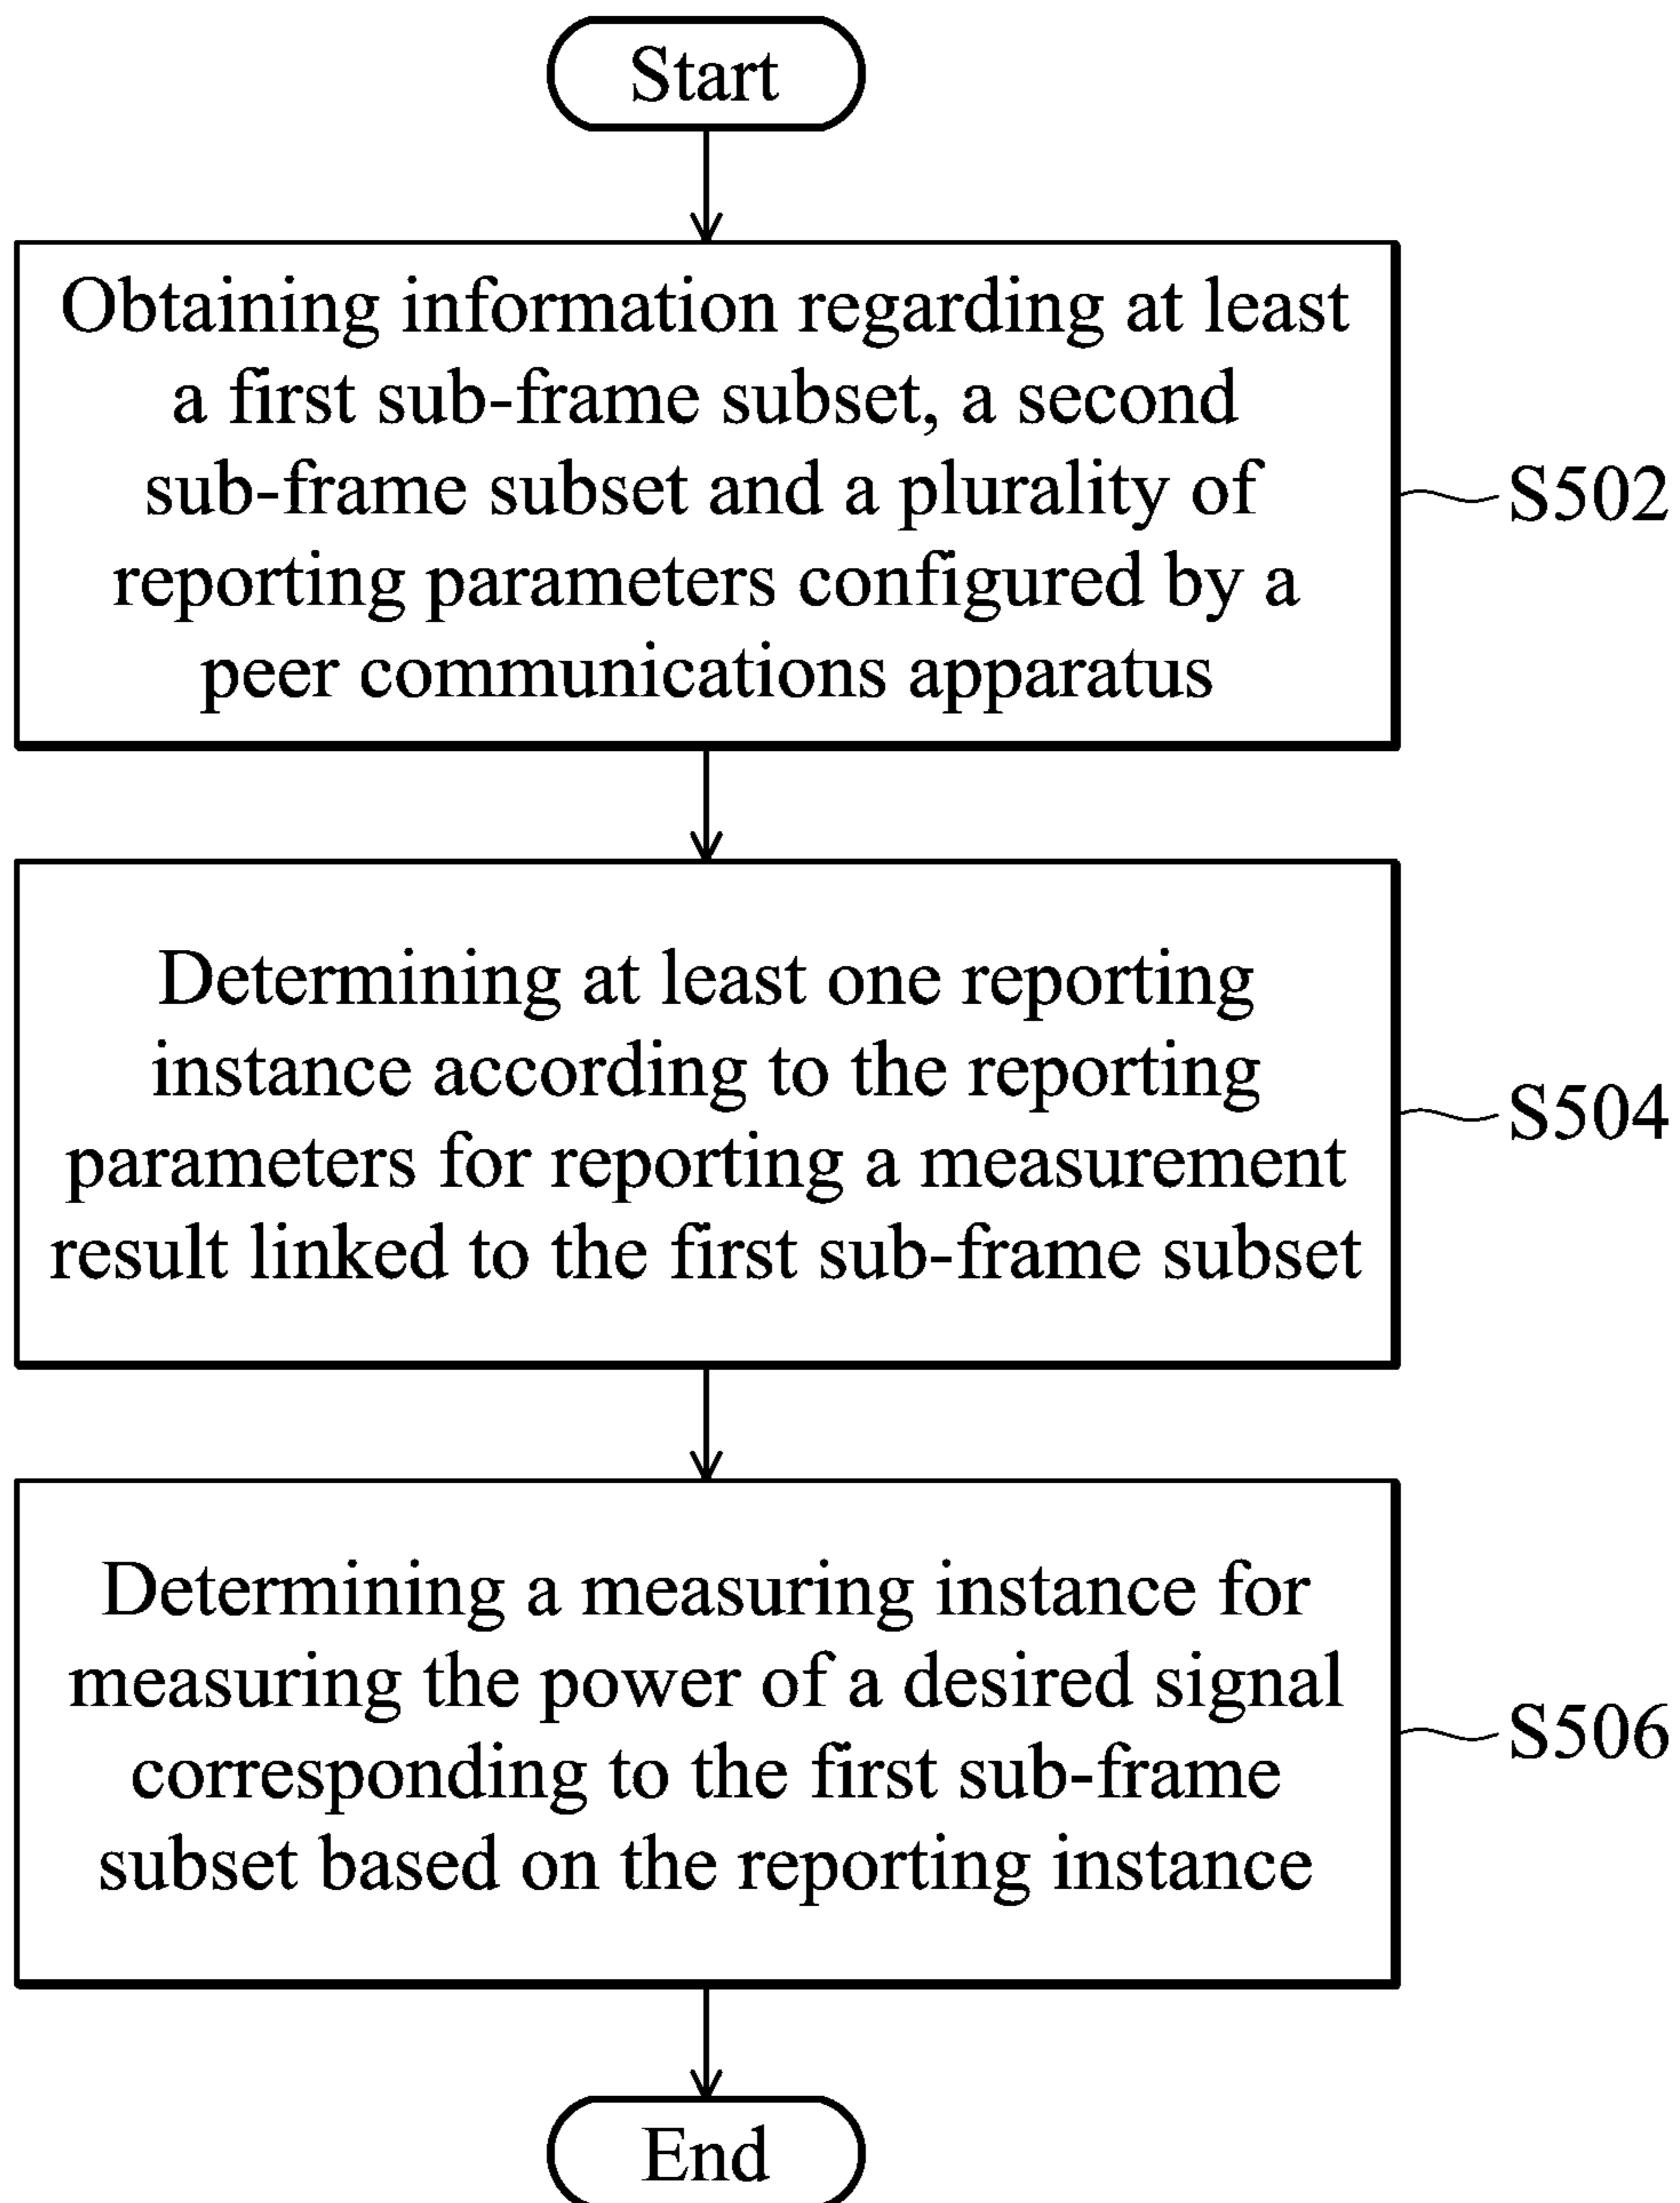 Start
Obtaining information regarding at least
a first sub-frame subset, a second
sub-frame subset and a plurality of
reporting parameters configured by a
peer communications apparatus
S502
Determining at least one reporting
instance according to the reporting
parameters for reporting a measurement
result linked to the first sub-frame subset
S504
Determining a measuring instance for
measuring the power of a desired signal
corresponding to the first sub-frame
subset based on the reporting instance
S506
End